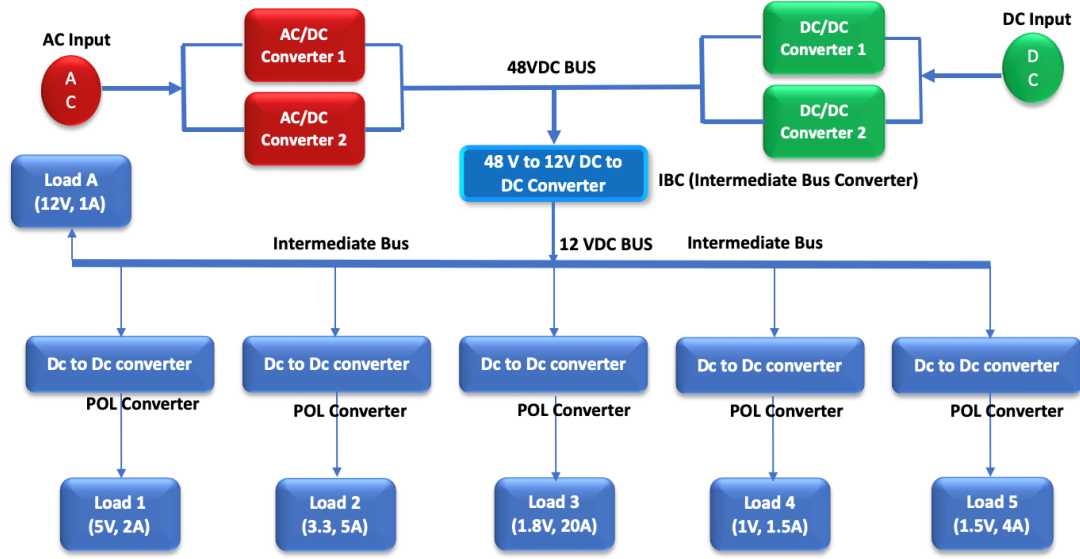 AC Input
A
C
AC/DC
Converter 1
AC/DC
Converter 2
48VDC BUS
DC/DC
Converter 1
DC/DC
Converter 2
DC Input
D
C
48 V to 12V DC to
DC Converter
IBC (Intermediate Bus Converter)
Load A
(12V, 1A)
Intermediate Bus
12 VDC BUS
Intermediate Bus
Dc to Dc converter
Dc to Dc converter
Dc to Dc converter
Dc to Dc converter
Dc to Dc converter
POL Converter
POL Converter
POL Converter
POL Converter
POL Converter
Load 1
(5V, 2A)
Load 2
(3.3, 5A)
Load 3
(1.8V, 20A)
Load 4
(1V, 1.5A)
Load 5
(1.5V, 4A)